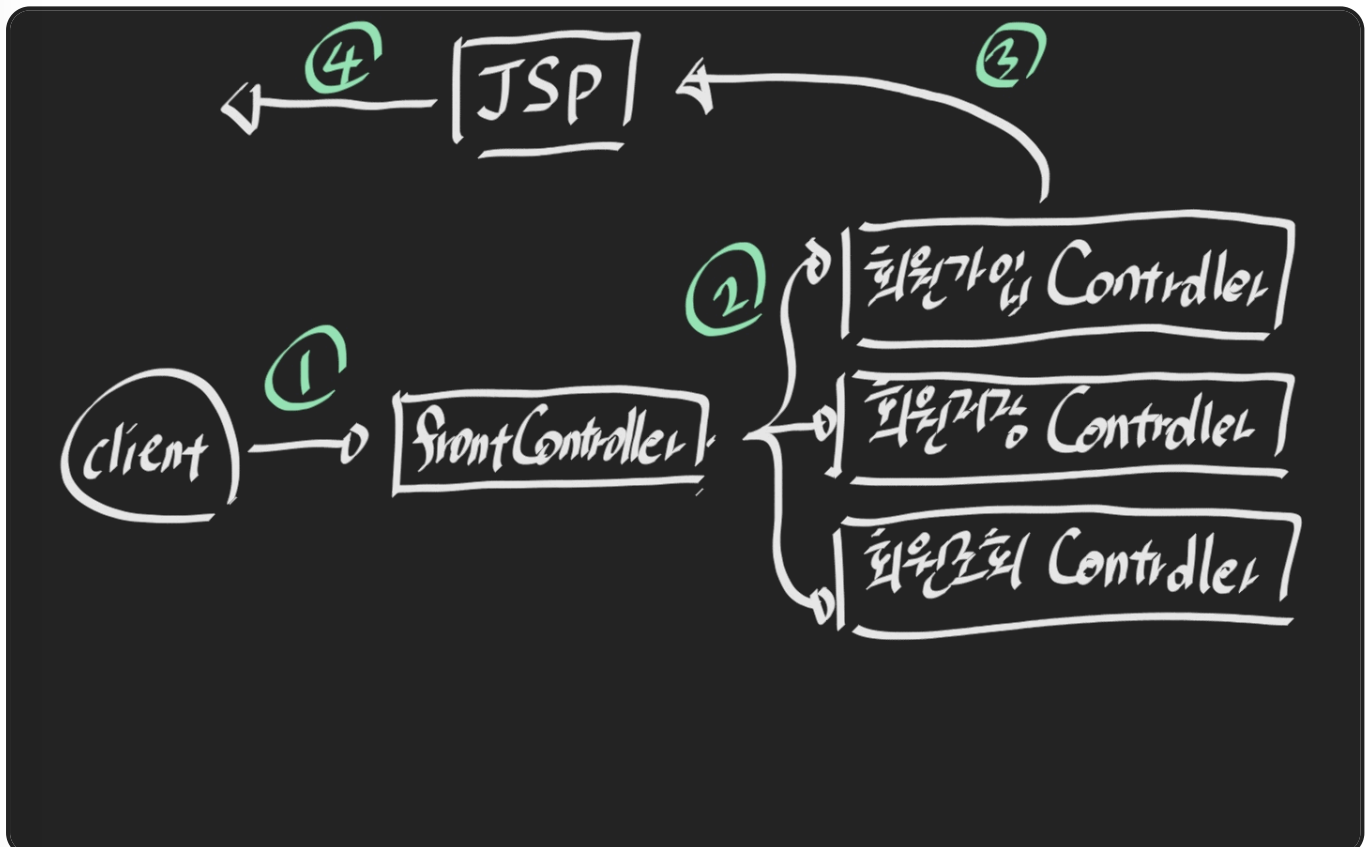 ④
JSP
③
②
회원가입 Controller
①
client
frontController
회원저장 Controller
회원조회 Controller